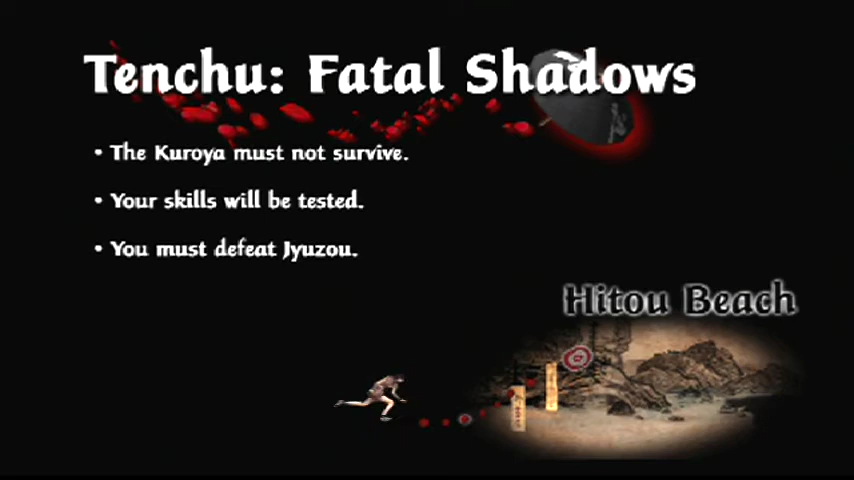 Tenchu: Fatal Shadows
• The Kuroya must not survive.
• Your skills will be tested.
• You must defeat Jyuzou.
Hitou Beach